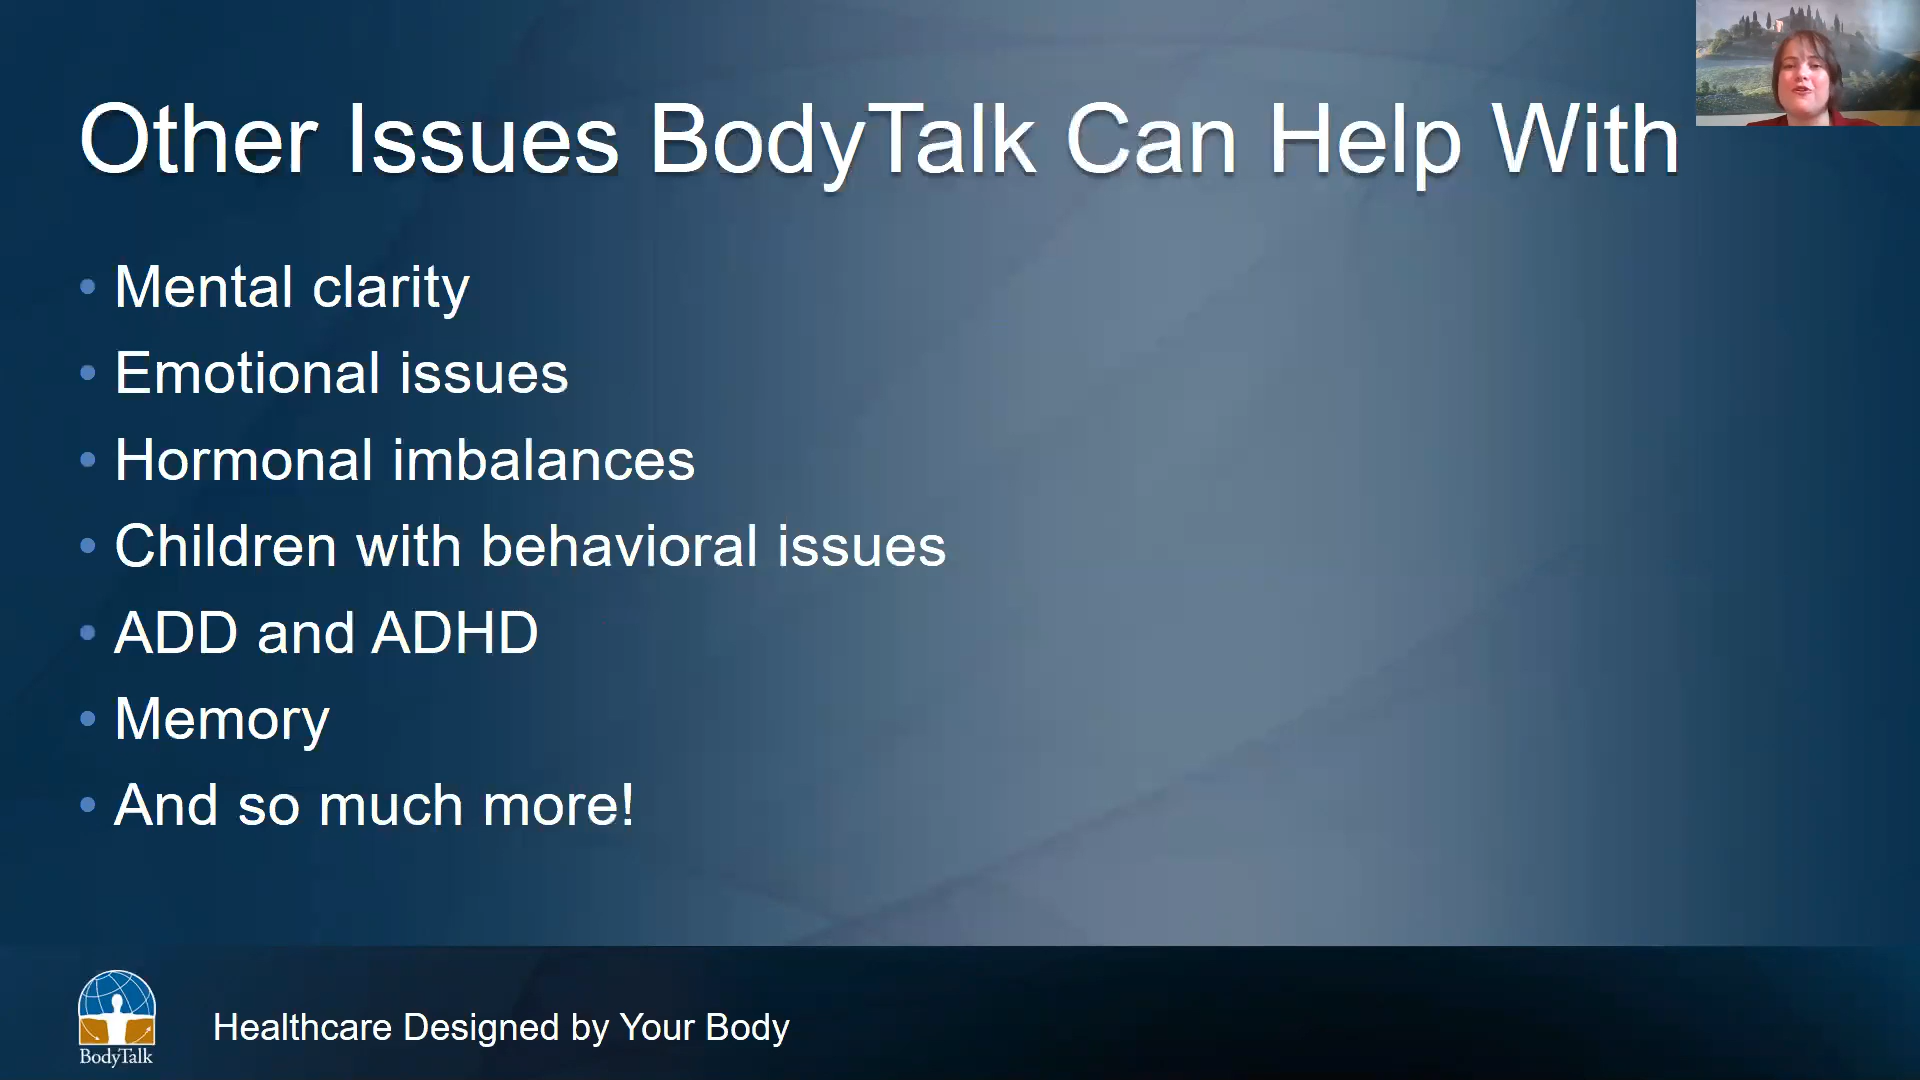 Other Issues BodyTalk Can Help With
• Mental clarity
• Emotional issues
• Hormonal imbalances
• Children with behavioral issues
• ADD and ADHD
• Memory
• And so much more!
BodyTalk
Healthcare Designed by Your Body